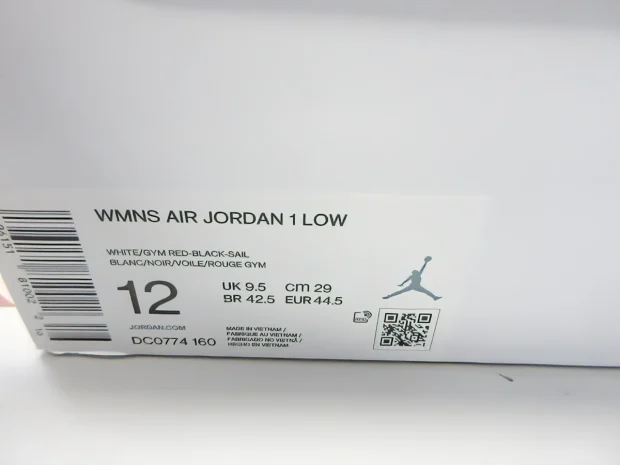 WMNS AIR JORDAN 1 LOW
WHITE/GYM RED-BLACK-SAIL
BLANC/NOIR/VOILE/ROUGE GYM
12
UK 9.5 CM 29
BR 42.5 EUR 44.5
JORDAN.COM
DC0774 160
MADE IN VIETNAM /
FABRIQUE AU VIETNAM /
FABRICADO NO VIETNÃ /
HECHO EN VIETNAM